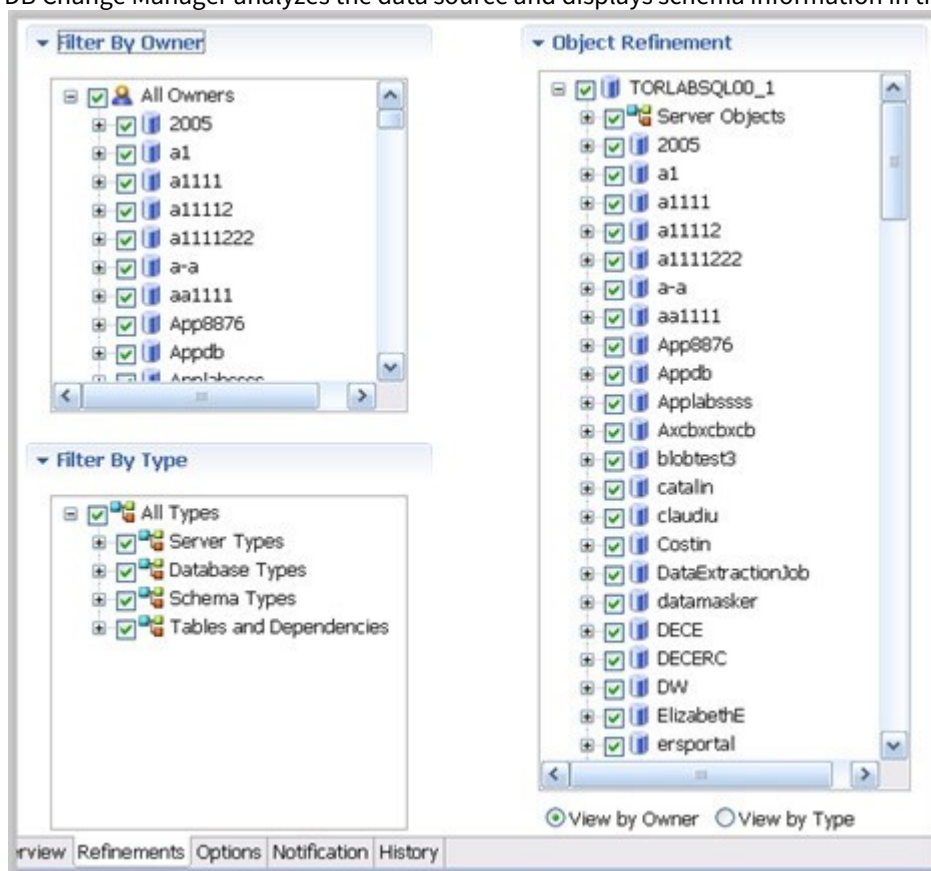 DB Change Manager analyzes the data source and displays schema information in
Filter By Owner
All Owners
2005
a1
a1111
a11112
a1111222
a-a
aa1111
App8876
Appdb
Applabssss
Filter By Type
All Types
Server Types
Database Types
Schema Types
Tables and Dependencies
Object Refinement
TORLABSQL00_1
Server Objects
2005
a1
a1111
a11112
a1111222
a-a
aa1111
App8876
Appdb
Applabssss
Axcbxcbxcb
blobtest3
catalin
claudiu
Costin
DataExtractionJob
datamasker
DECE
DECERC
DW
ElizabethE
ersportal
View by Owner View by Type
rview Refinements Options Notification History